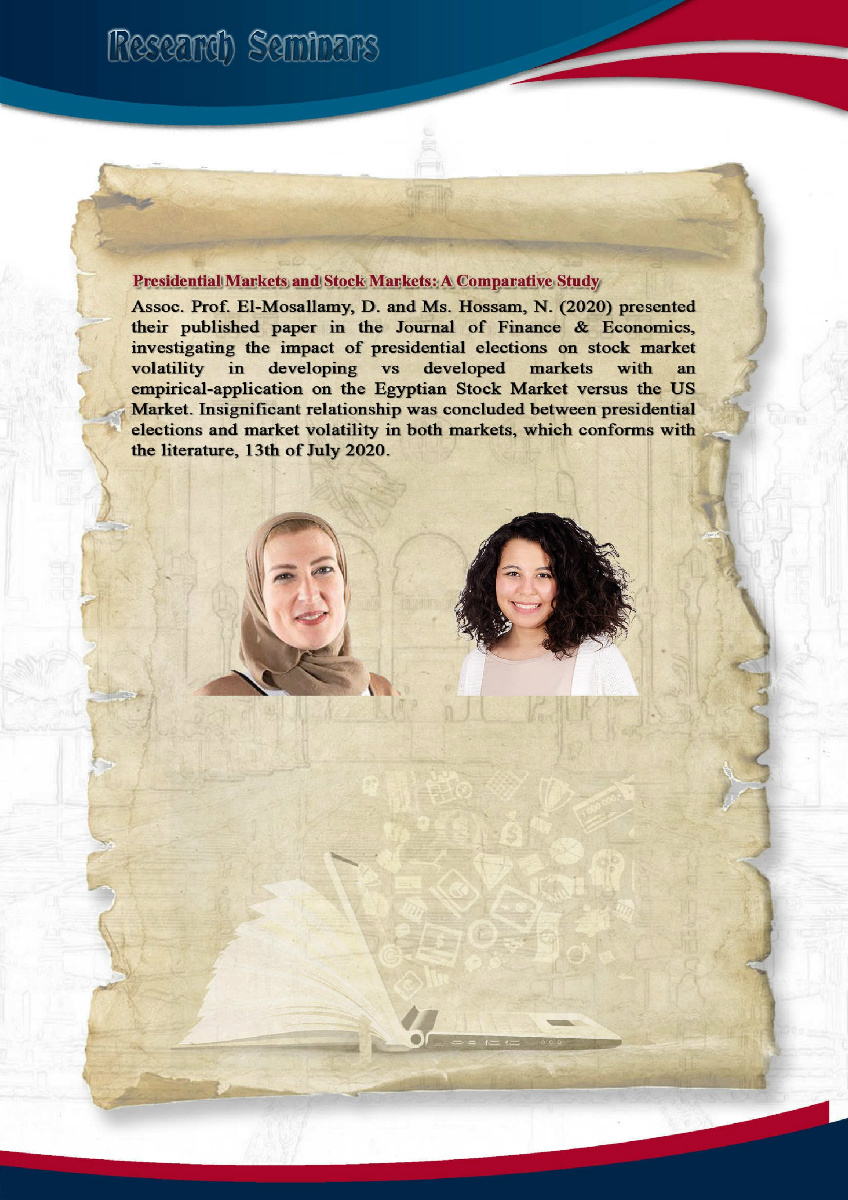 Research Seminars
Presidential Markets and Stock Markets: A Comparative Study
Assoc. Prof. El-Mosallamy, D. and Ms. Hossam, N. (2020) presented
their published paper in the Journal of Finance & Economics,
investigating the impact of presidential elections on stock market
volatility in developing vs developed markets with an
empirical-application on the Egyptian Stock Market versus the US
Market. Insignificant relationship was concluded between presidential
elections and market volatility in both markets, which conforms with
the literature, 13th of July 2020.